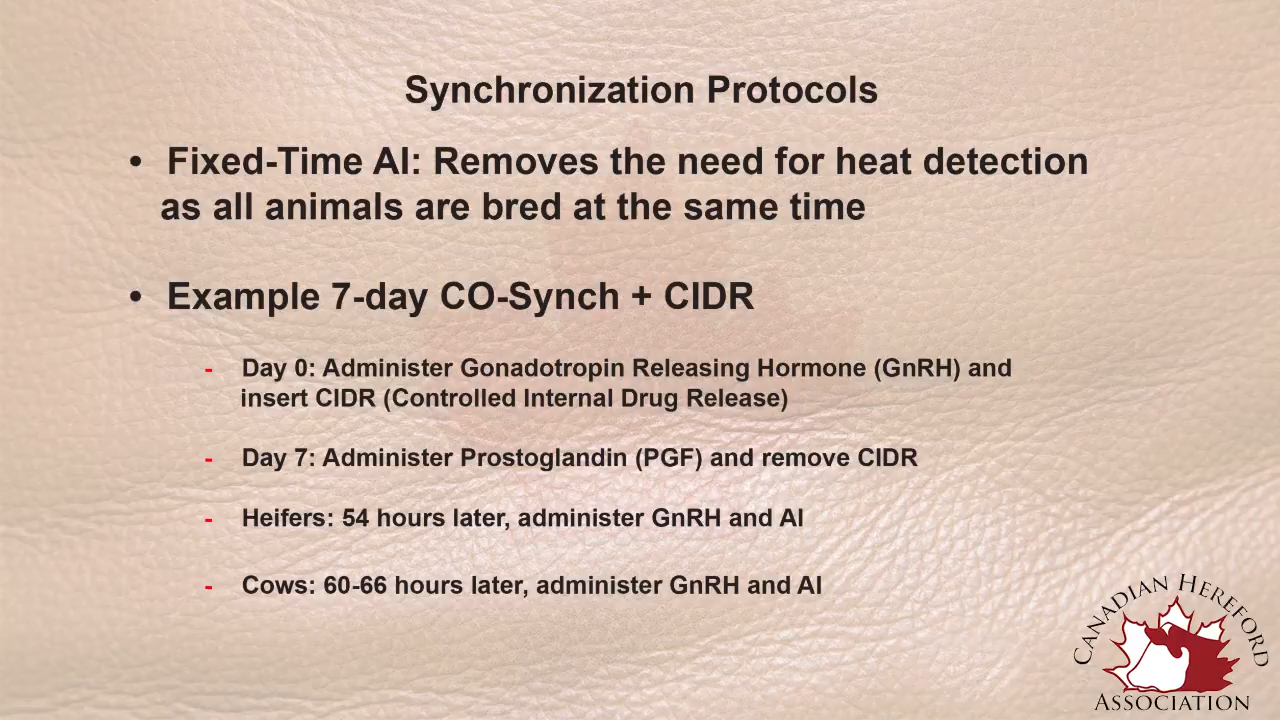 Synchronization Protocols
• Fixed-Time AI: Removes the need for heat detection
as all animals are bred at the same time
• Example 7-day CO-Synch + CIDR
- Day 0: Administer Gonadotropin Releasing Hormone (GnRH) and
insert CIDR (Controlled Internal Drug Release)
- Day 7: Administer Prostoglandin (PGF) and remove CIDR
- Heifers: 54 hours later, administer GnRH and AI
- Cows: 60-66 hours later, administer GnRH and AI
CANADIAN HEREFORD
ASSOCIATION